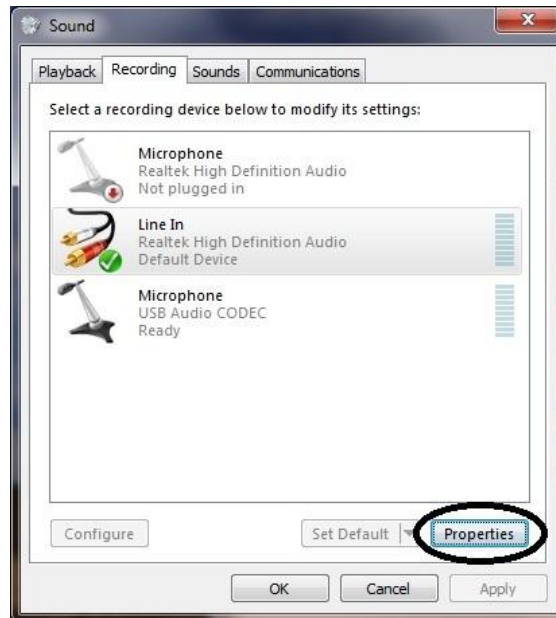 Sound
Playback Recording Sounds Communications
Select a recording device below to modify its settings:
Microphone
Realtek High Definition Audio
Not plugged in
Line In
Realtek High Definition Audio
Default Device
Microphone
USB Audio CODEC
Ready
Configure Set Default Properties
OK Cancel Apply